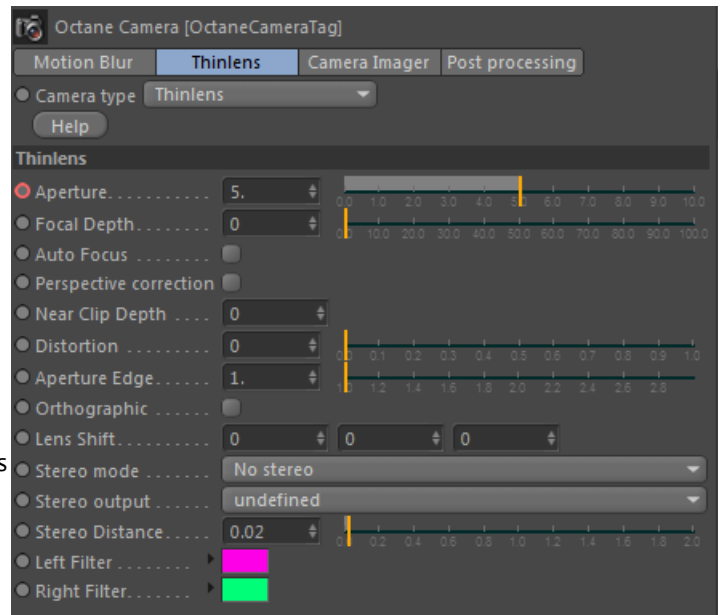 Octane Camera [OctaneCameraTag]
Motion Blur Thinlens Camera Imager Post processing
Camera type Thinlens
Help
Thinlens
Aperture.......... 5. 0.0 1.0 2.0 3.0 4.0 5.0 6.0 7.0 8.0 9.0 10.0
Focal Depth....... 0 0.0 10.0 20.0 30.0 40.0 50.0 60.0 70.0 80.0 90.0 100.0
Auto Focus .......
Perspective correction
Near Clip Depth .... 0
Distortion ......... 0 0.0 0.1 0.2 0.3 0.4 0.5 0.6 0.7 0.8 0.9 1.0
Aperture Edge...... 1. 1.0 1.2 1.4 1.6 1.8 2.0 2.2 2.4 2.6 2.8
Orthographic ......
Lens Shift.......... 0 0 0
s
Stereo mode ....... No stereo
Stereo output ...... undefined
Stereo Distance..... 0.02 0.0 0.2 0.4 0.6 0.8 1.0 1.2 1.4 1.6 1.8 2.0
Left Filter ........
Right Filter........